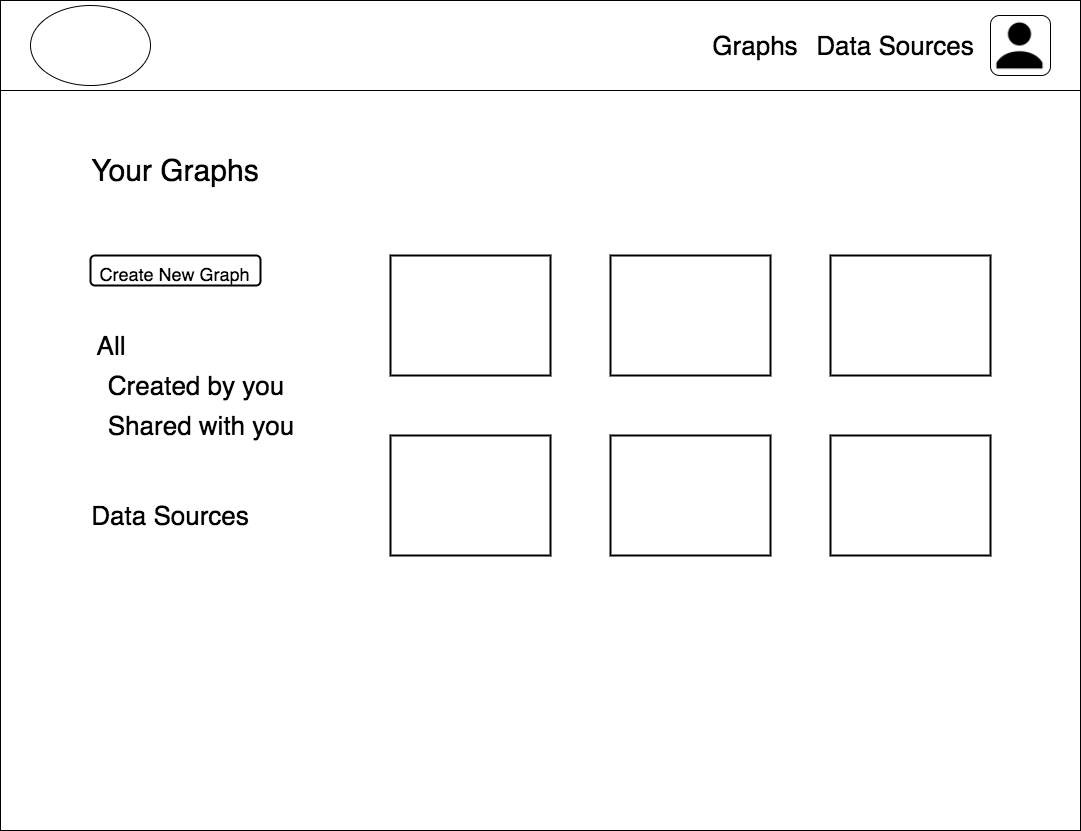 Graphs Data Sources
Your Graphs
Create New Graph
All
Created by you
Shared with you
Data Sources